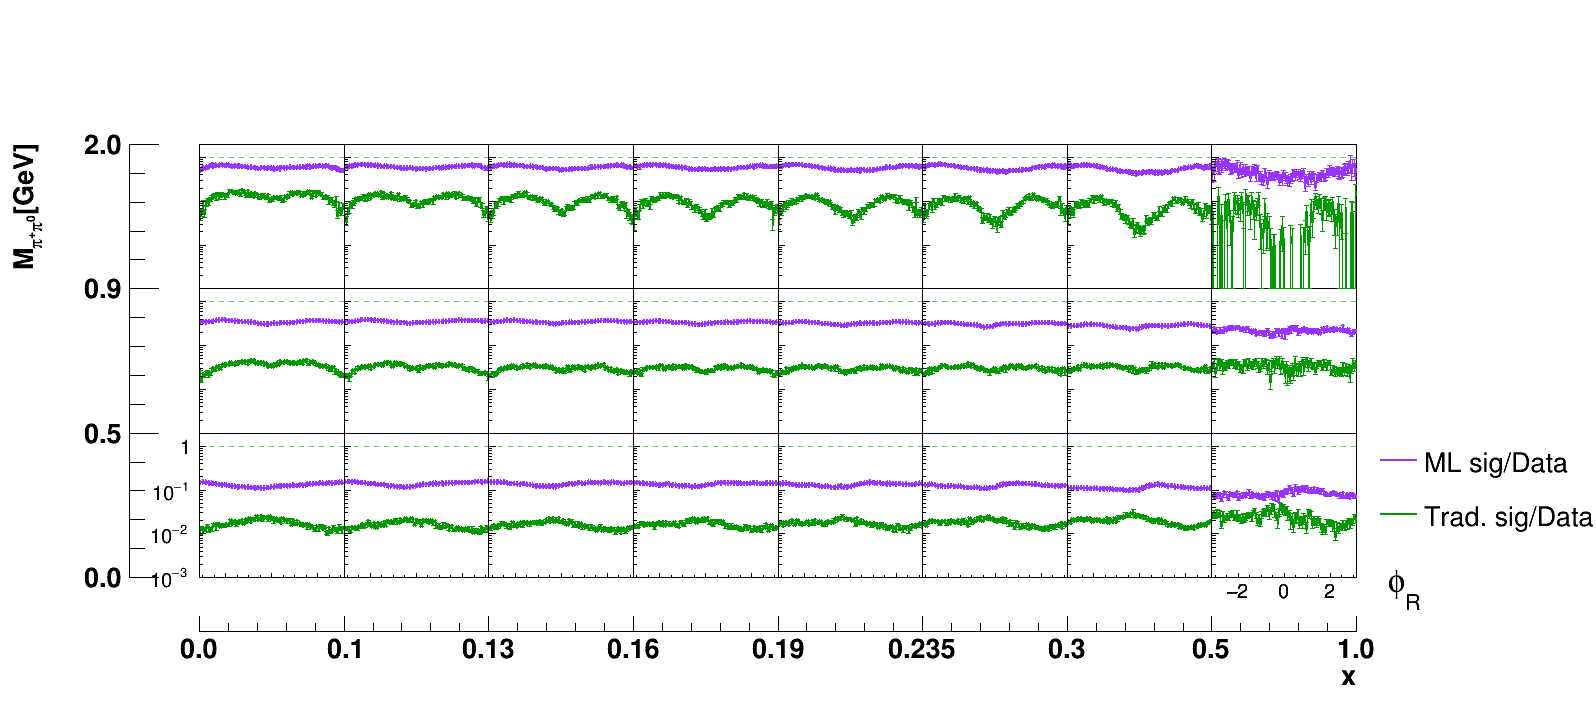 M π⁺π⁰ [GeV]
2.0
0.9
0.5
0.0
1
10⁻¹
10⁻²
10⁻³
ML sig/Data
Trad. sig/Data
−2 0 2
ϕ_R
0.0 0.1 0.13 0.16 0.19 0.235 0.3 0.5 1.0
x